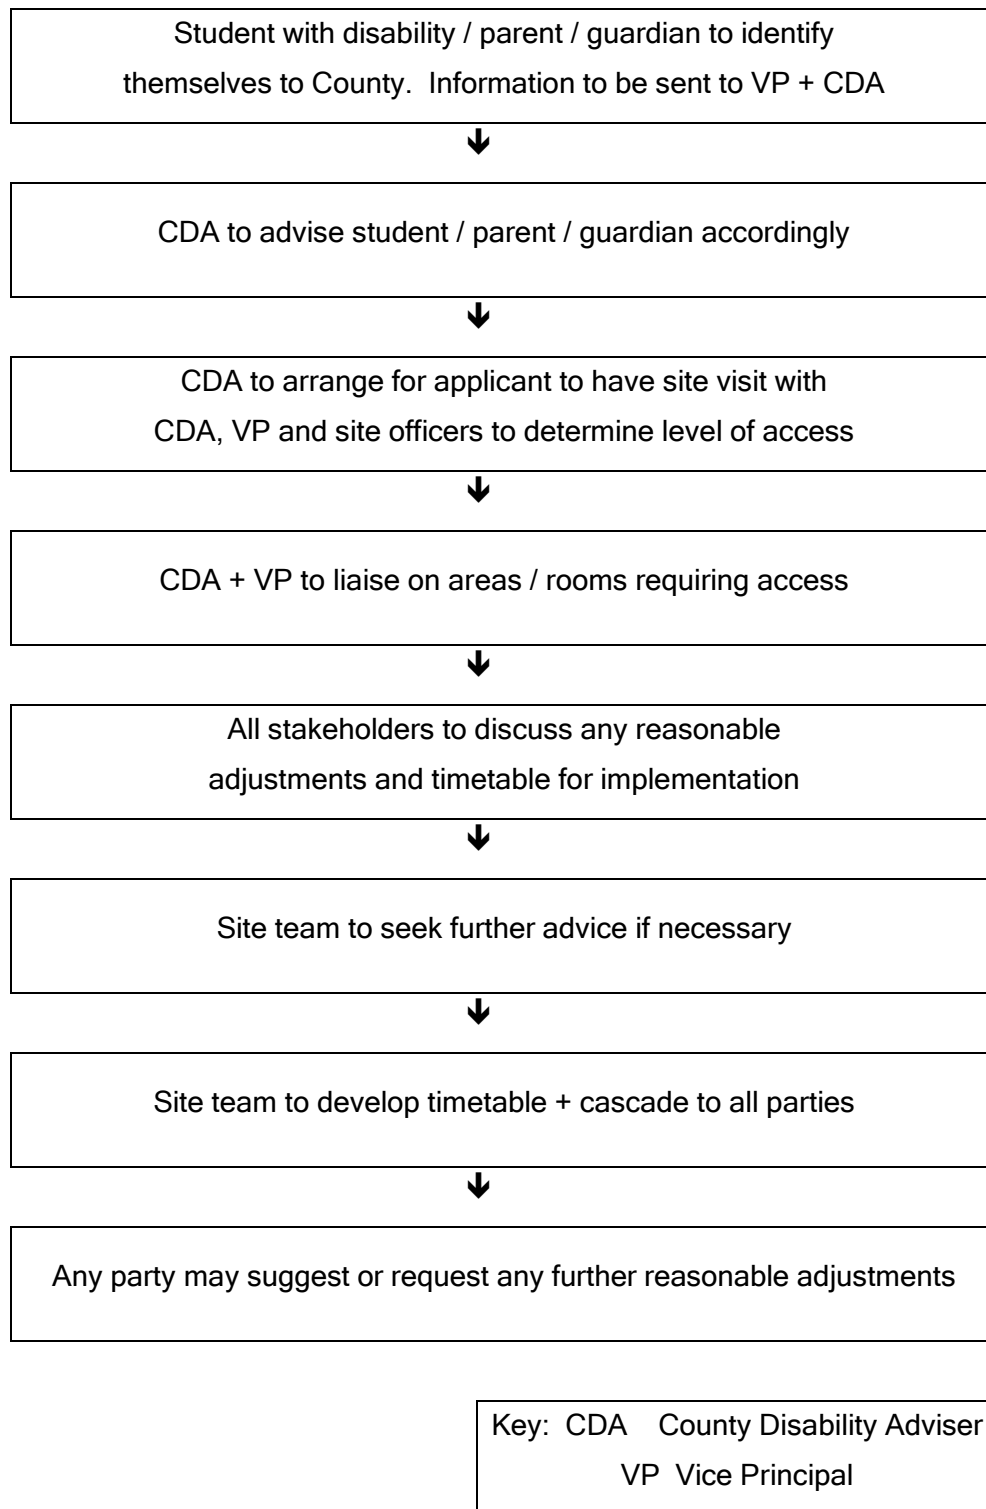 Student with disability / parent / guardian to identify
themselves to County.  Information to be sent to VP + CDA
CDA to advise student / parent / guardian accordingly
CDA to arrange for applicant to have site visit with
CDA, VP and site officers to determine level of access
CDA + VP to liaise on areas / rooms requiring access
All stakeholders to discuss any reasonable
adjustments and timetable for implementation
Site team to seek further advice if necessary
Site team to develop timetable + cascade to all parties
Any party may suggest or request any further reasonable adjustments
Key:  CDA    County Disability Adviser
VP  Vice Principal